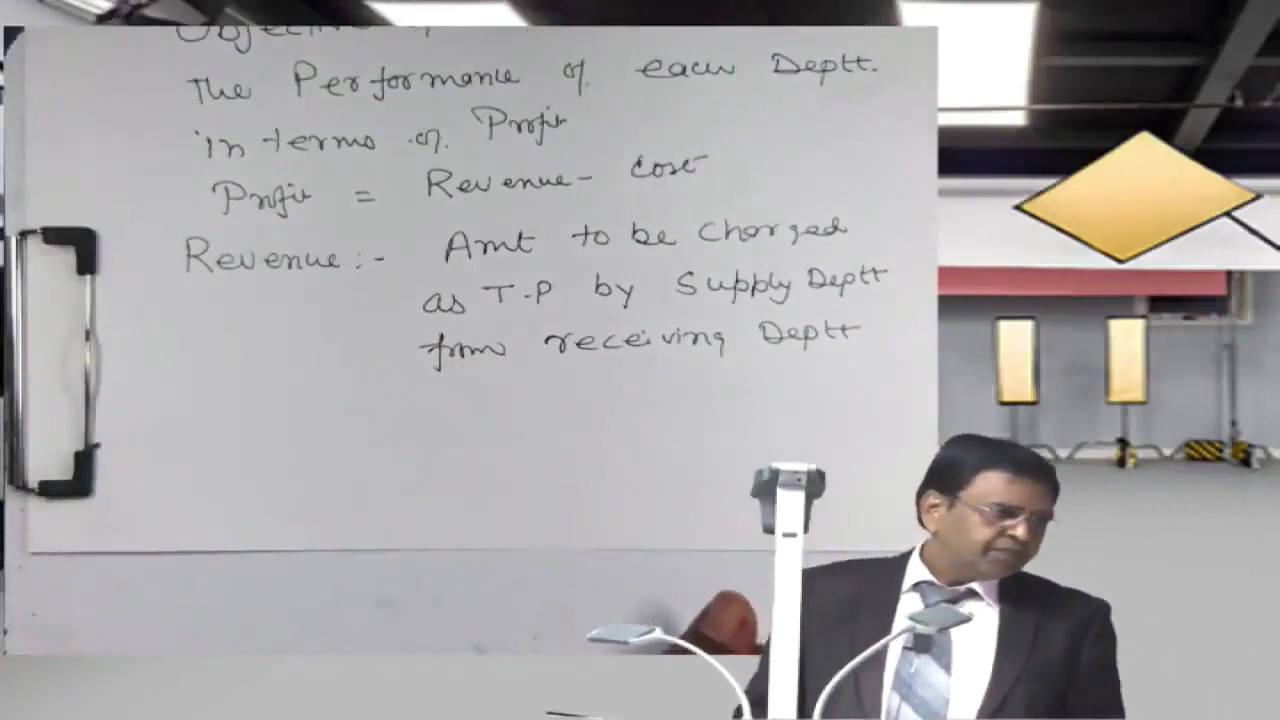 The Performance of each Deptt.
in terms of Profit
Profit = Revenue - Cost
Revenue :- Amt to be charged
as T.P by Supply Deptt
from receiving Deptt